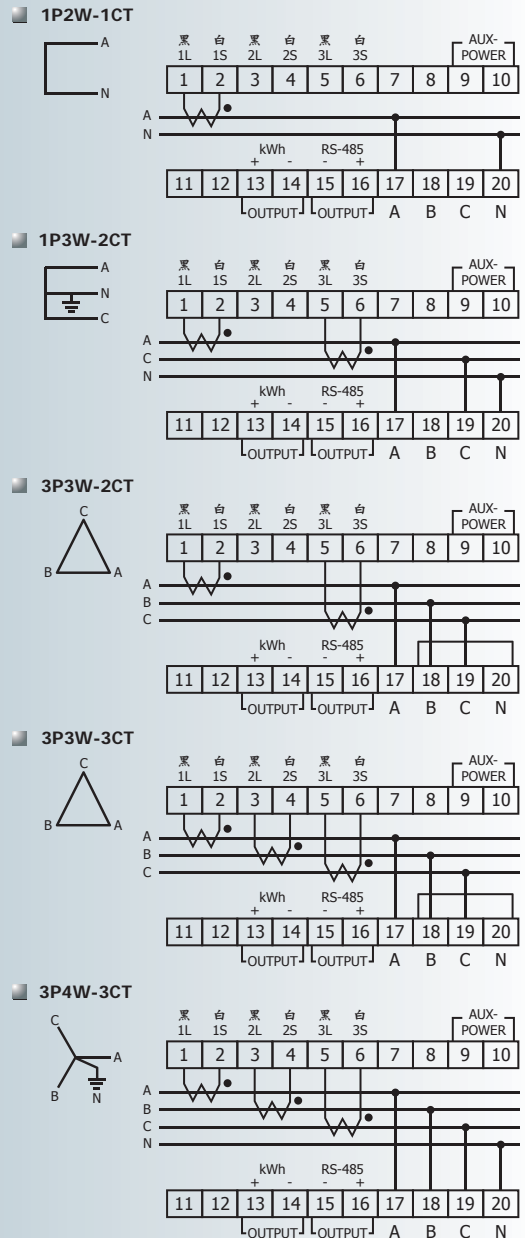 1P2W-1CT
A
N
黑 白 黑 白 黑 白 AUX-
1L 1S 2L 2S 3L 3S POWER
1 2 3 4 5 6 7 8 9 10
A
N
kWh RS-485
+ - - +
11 12 13 14 15 16 17 18 19 20
OUTPUT OUTPUT A B C N
1P3W-2CT
A
N
C
黑 白 黑 白 黑 白 AUX-
1L 1S 2L 2S 3L 3S POWER
1 2 3 4 5 6 7 8 9 10
A
C
N
kWh RS-485
+ - - +
11 12 13 14 15 16 17 18 19 20
OUTPUT OUTPUT A B C N
3P3W-2CT
C
B A
黑 白 黑 白 黑 白 AUX-
1L 1S 2L 2S 3L 3S POWER
1 2 3 4 5 6 7 8 9 10
A
B
C
kWh RS-485
+ - - +
11 12 13 14 15 16 17 18 19 20
OUTPUT OUTPUT A B C N
3P3W-3CT
C
B A
黑 白 黑 白 黑 白 AUX-
1L 1S 2L 2S 3L 3S POWER
1 2 3 4 5 6 7 8 9 10
A
B
C
kWh RS-485
+ - - +
11 12 13 14 15 16 17 18 19 20
OUTPUT OUTPUT A B C N
3P4W-3CT
C
A
B N
黑 白 黑 白 黑 白 AUX-
1L 1S 2L 2S 3L 3S POWER
1 2 3 4 5 6 7 8 9 10
A
B
C
N
kWh RS-485
+ - - +
11 12 13 14 15 16 17 18 19 20
OUTPUT OUTPUT A B C N